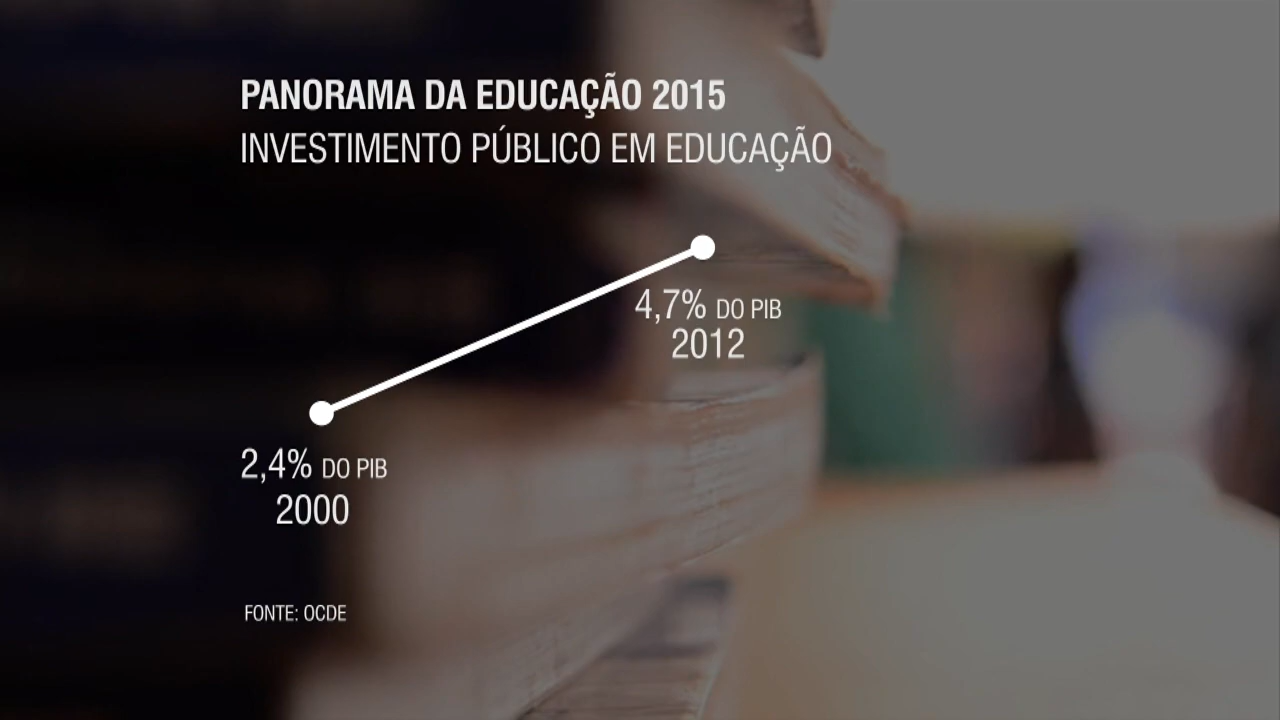 PANORAMA DA EDUCAÇÃO 2015
INVESTIMENTO PÚBLICO EM EDUCAÇÃO
4,7% DO PIB
2012
2,4% DO PIB
2000
FONTE: OCDE